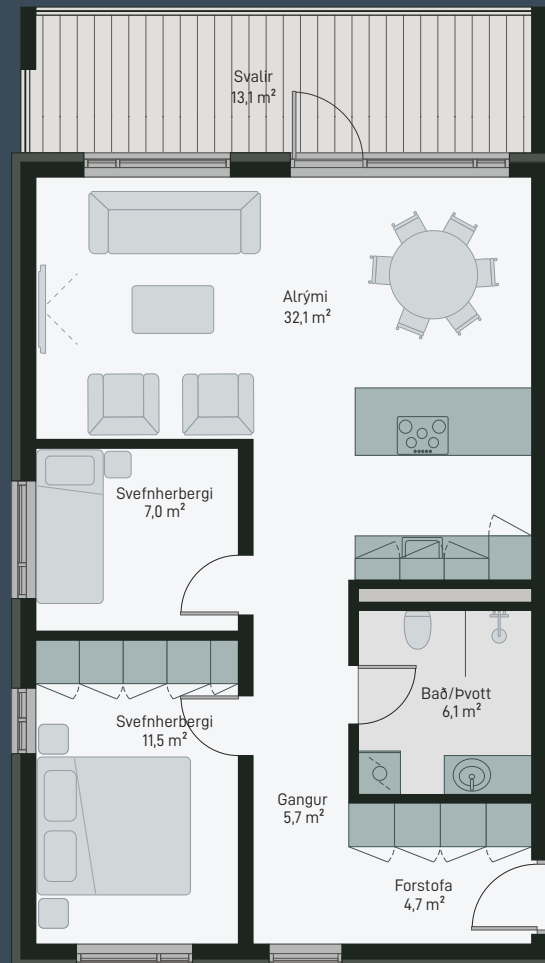 Svalir
13,1 m²
Alrými
32,1 m²
Svefnherbergi
7,0 m²
Svefnherbergi
11,5 m²
Bað/Þvott
6,1 m²
Gangur
5,7 m²
Forstofa
4,7 m²